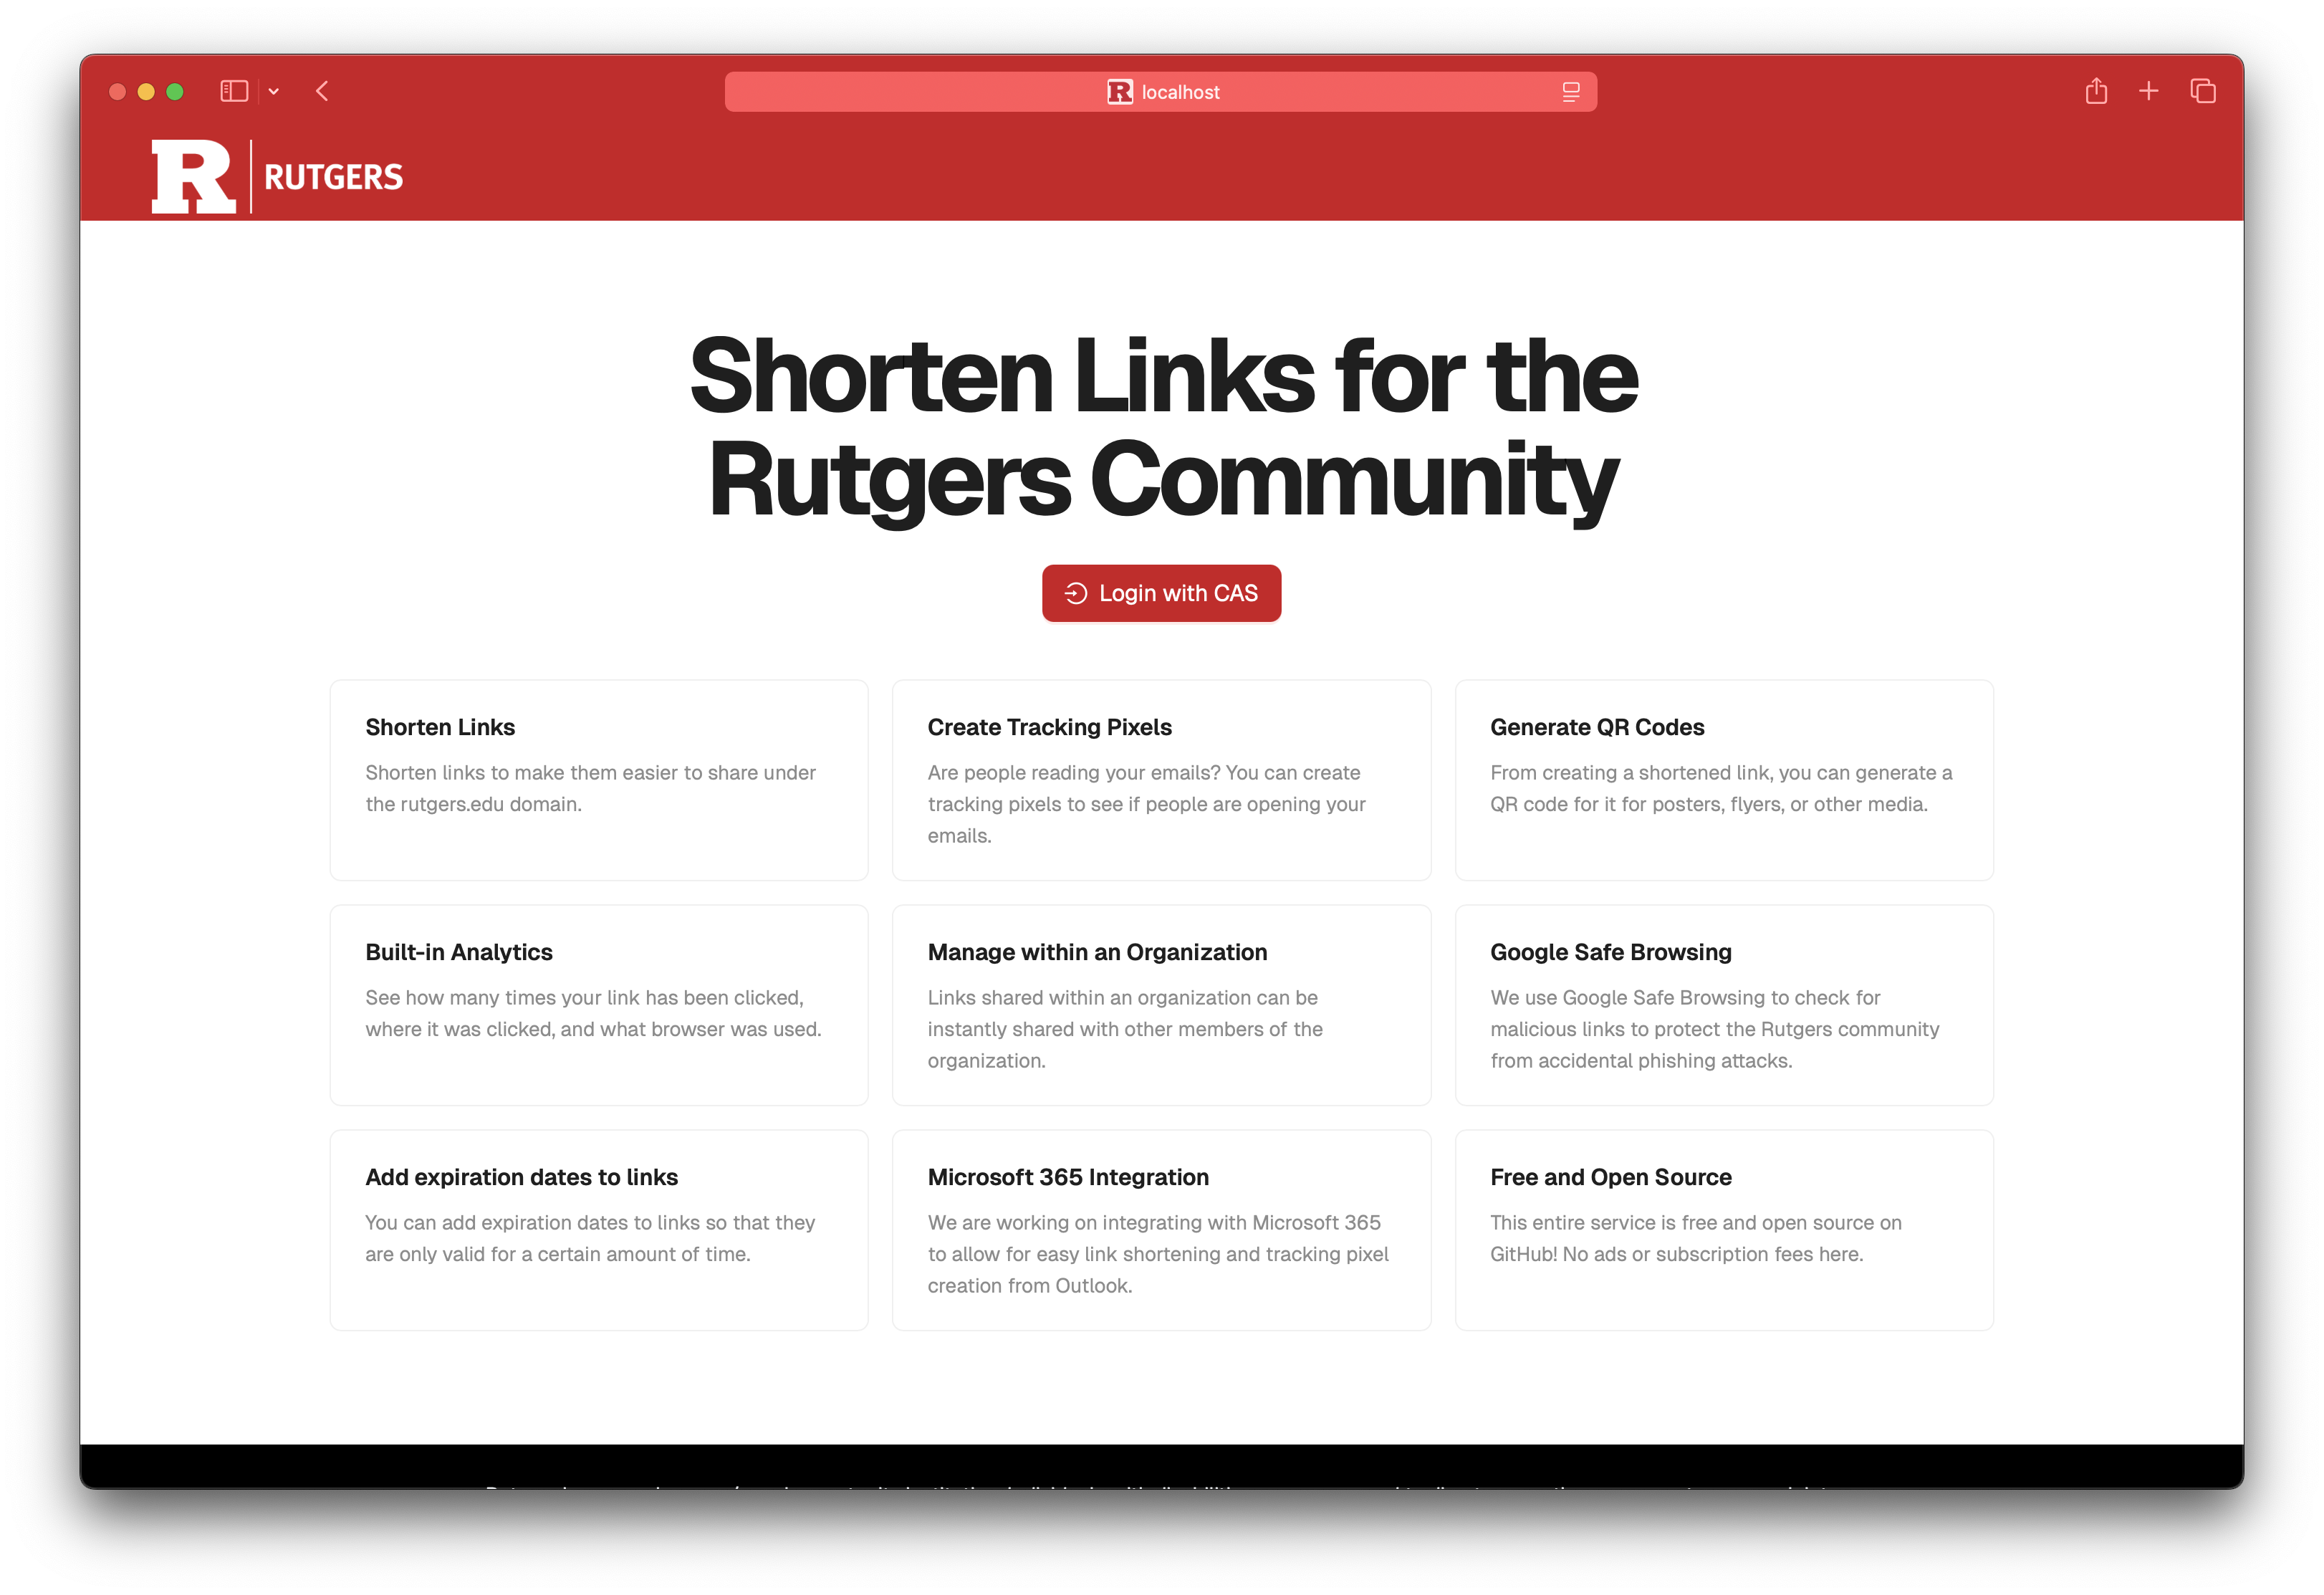 localhost
R RUTGERS
Shorten Links for the
Rutgers Community
Login with CAS
Shorten Links
Shorten links to make them easier to share under
the rutgers.edu domain.
Create Tracking Pixels
Are people reading your emails? You can create
tracking pixels to see if people are opening your
emails.
Generate QR Codes
From creating a shortened link, you can generate a
QR code for it for posters, flyers, or other media.
Built-in Analytics
See how many times your link has been clicked,
where it was clicked, and what browser was used.
Manage within an Organization
Links shared within an organization can be
instantly shared with other members of the
organization.
Google Safe Browsing
We use Google Safe Browsing to check for
malicious links to protect the Rutgers community
from accidental phishing attacks.
Add expiration dates to links
You can add expiration dates to links so that they
are only valid for a certain amount of time.
Microsoft 365 Integration
We are working on integrating with Microsoft 365
to allow for easy link shortening and tracking pixel
creation from Outlook.
Free and Open Source
This entire service is free and open source on
GitHub! No ads or subscription fees here.